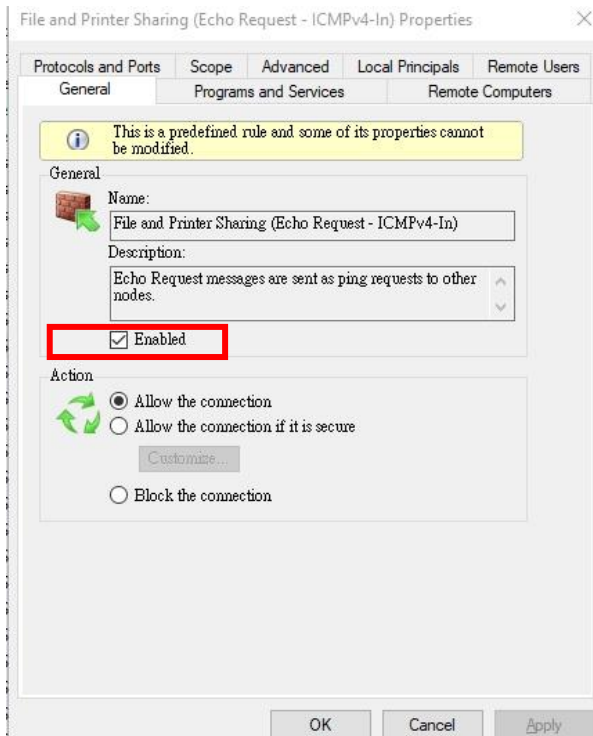 File and Printer Sharing (Echo Request - ICMPv4-In) Properties
Protocols and Ports Scope Advanced Local Principals Remote Users
General Programs and Services Remote Computers
This is a predefined rule and some of its properties cannot
be modified.
General
Name:
File and Printer Sharing (Echo Request - ICMPv4-In)
Description:
Echo Request messages are sent as ping requests to other
nodes.
Enabled
Action
Allow the connection
Allow the connection if it is secure
Customize...
Block the connection
OK Cancel Apply